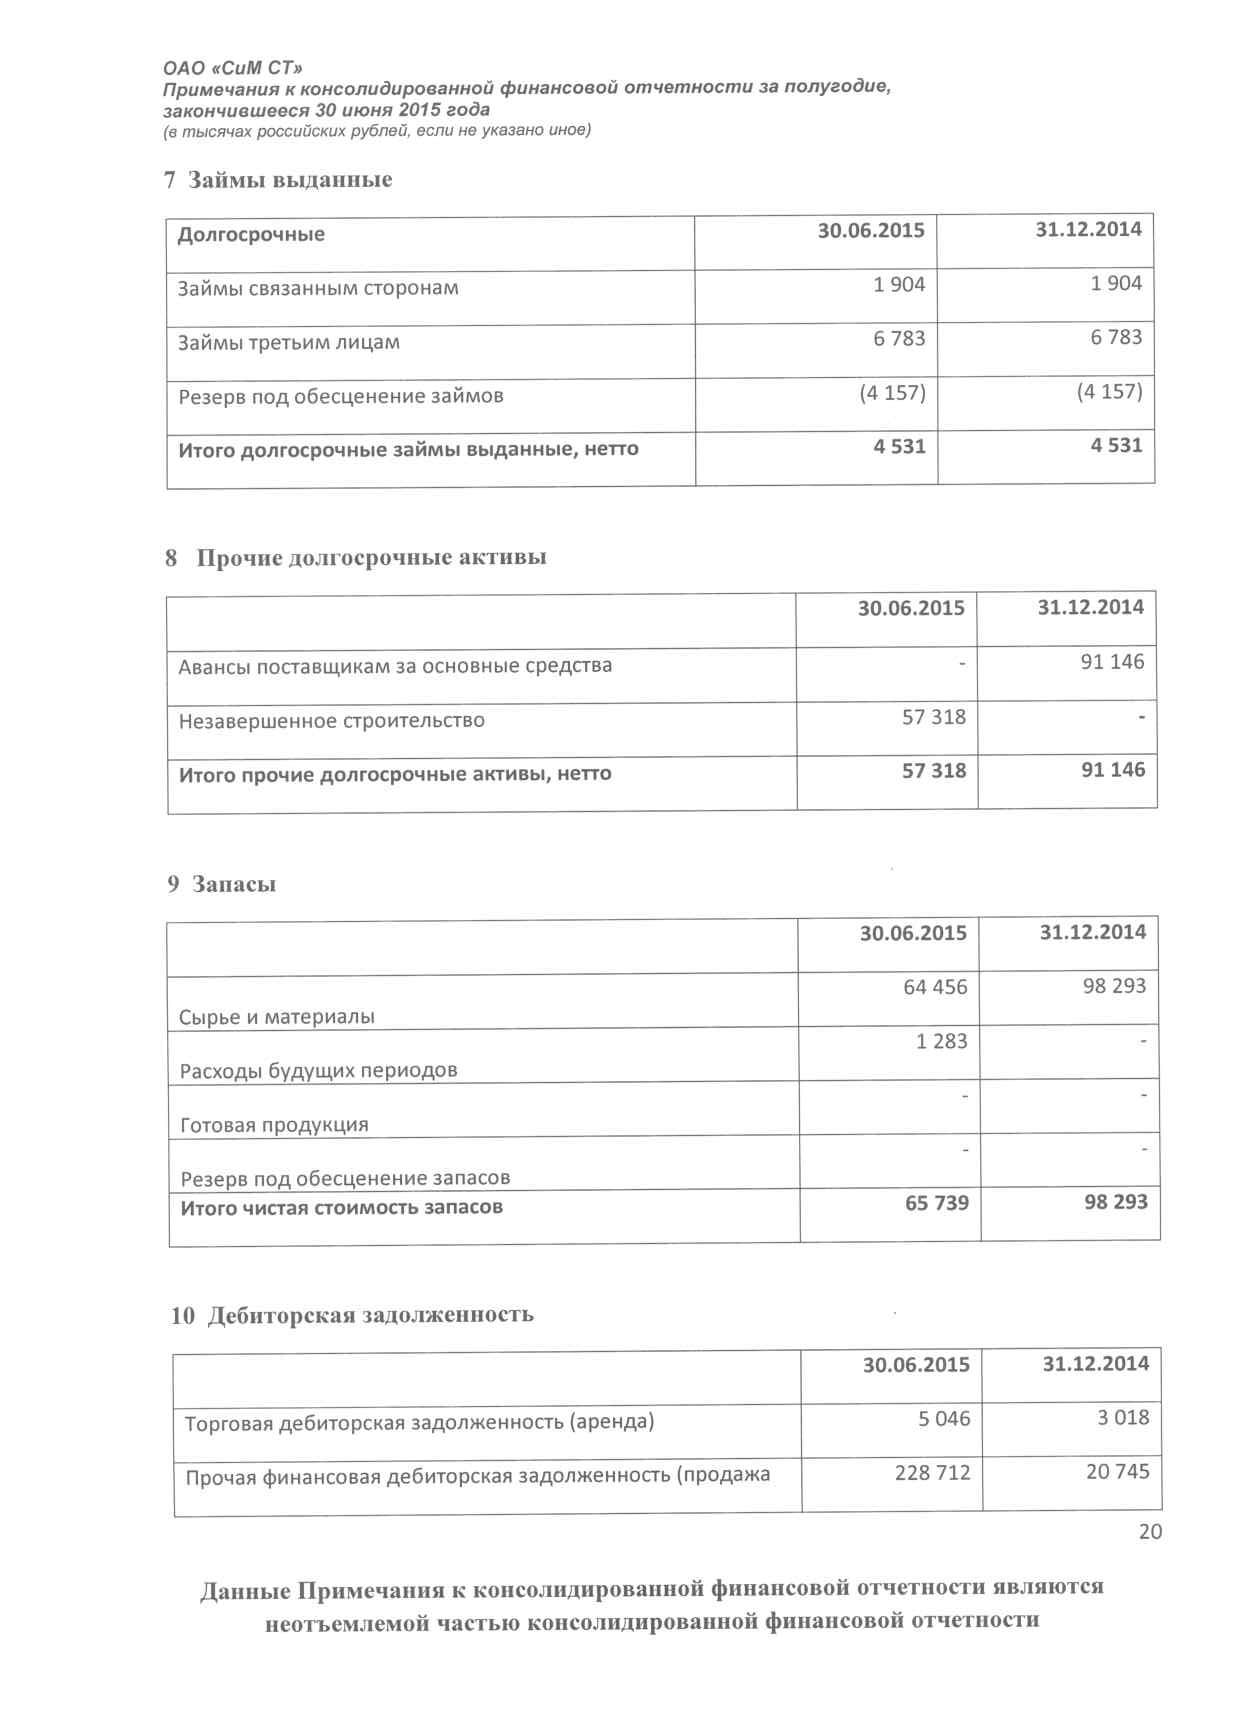 ОАО «СиМ СТ»
Примечания к консолидированной финансовой отчетности за полугодие,
закончившееся 30 июня 2015 года
(в тысячах российских рублей, если не указано иное)
7 Займы выданные
Долгосрочные 30.06.2015 31.12.2014
Займы связанным сторонам 1 904 1 904
Займы третьим лицам 6 783 6 783
Резерв под обесценение займов (4 157) (4 157)
Итого долгосрочные займы выданные, нетто 4 531 4 531
8 Прочие долгосрочные активы
30.06.2015 31.12.2014
Авансы поставщикам за основные средства - 91 146
Незавершенное строительство 57 318 -
Итого прочие долгосрочные активы, нетто 57 318 91 146
9 Запасы
30.06.2015 31.12.2014
Сырье и материалы 64 456 98 293
Расходы будущих периодов 1 283 -
Готовая продукция - -
Резерв под обесценение запасов - -
Итого чистая стоимость запасов 65 739 98 293
10 Дебиторская задолженность
30.06.2015 31.12.2014
Торговая дебиторская задолженность (аренда) 5 046 3 018
Прочая финансовая дебиторская задолженность (продажа 228 712 20 745
20
Данные Примечания к консолидированной финансовой отчетности являются
неотъемлемой частью консолидированной финансовой отчетности